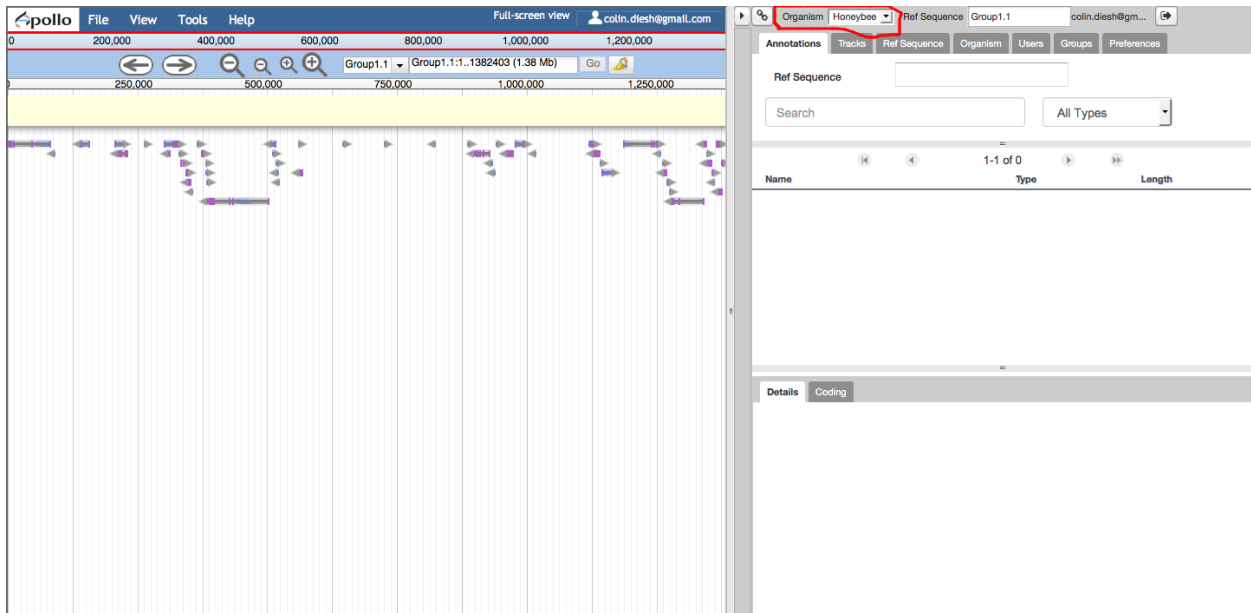 Apollo File View Tools Help Full-screen view colin.diesh@gmail.com
0 200,000 400,000 600,000 800,000 1,000,000 1,200,000
Group1.1 Group1.1:1..1382403 (1.38 Mb) Go
250,000 500,000 750,000 1,000,000 1,250,000
Organism Honeybee Ref Sequence Group1.1 colin.diesh@gm...
Annotations Tracks Ref Sequence Organism Users Groups Preferences
Ref Sequence
Search All Types
1-1 of 0
Name Type Length
Details Coding